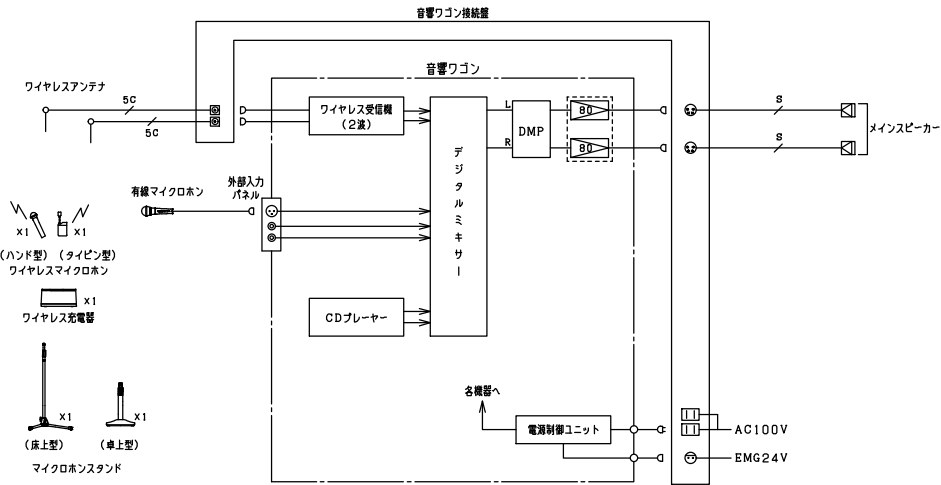 音響ワゴン接続盤
音響ワゴン
ワイヤレスアンテナ
5C
5C
ワイヤレス受信機
(2波)
L
R
DMP
80
80
S
S
メインスピーカー
デジタルミキサー
有線マイクロホン
外部入力
パネル
x1
x1
(ハンド型)
(タイピン型)
ワイヤレスマイクロホン
x1
ワイヤレス充電器
CDプレーヤー
x1
x1
(床上型)
(卓上型)
マイクロホンスタンド
各機器へ
電源制御ユニット
AC100V
EMG24V